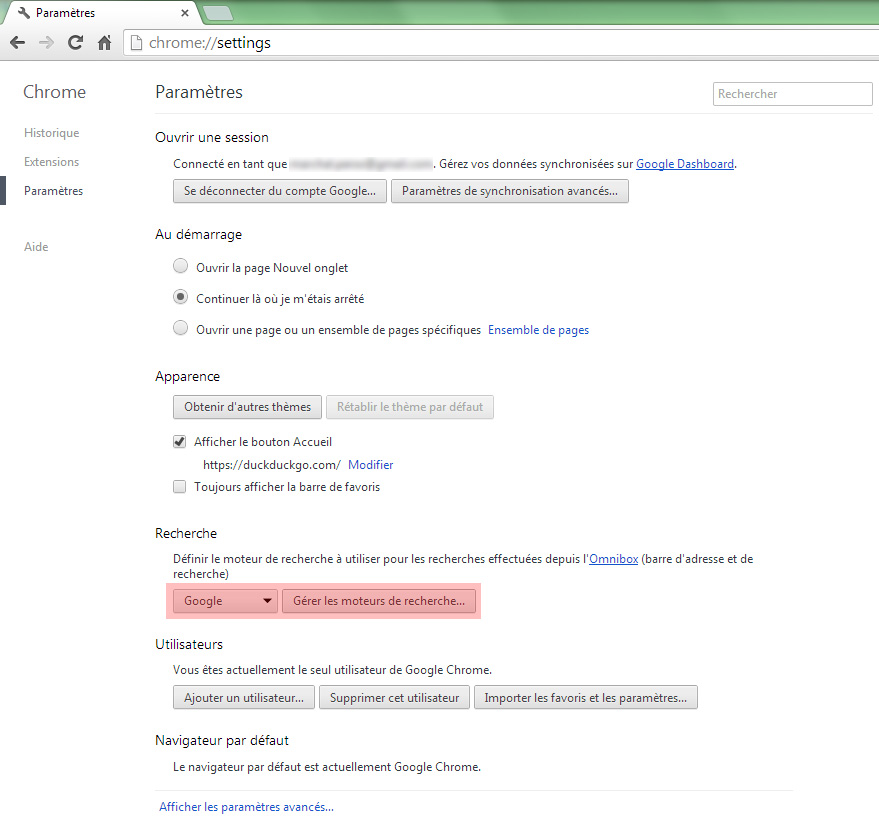 Paramètres
chrome://settings
Chrome
Paramètres
Rechercher
Historique
Extensions
Paramètres
Aide
Ouvrir une session
Connecté en tant que . Gérez vos données synchronisées sur Google Dashboard.
Se déconnecter du compte Google...
Paramètres de synchronisation avancés...
Au démarrage
Ouvrir la page Nouvel onglet
Continuer là où je m'étais arrêté
Ouvrir une page ou un ensemble de pages spécifiques Ensemble de pages
Apparence
Obtenir d'autres thèmes
Rétablir le thème par défaut
Afficher le bouton Accueil
https://duckduckgo.com/ Modifier
Toujours afficher la barre de favoris
Recherche
Définir le moteur de recherche à utiliser pour les recherches effectuées depuis l'Omnibox (barre d'adresse et de
recherche)
Google
Gérer les moteurs de recherche...
Utilisateurs
Vous êtes actuellement le seul utilisateur de Google Chrome.
Ajouter un utilisateur...
Supprimer cet utilisateur
Importer les favoris et les paramètres...
Navigateur par défaut
Le navigateur par défaut est actuellement Google Chrome.
Afficher les paramètres avancés...